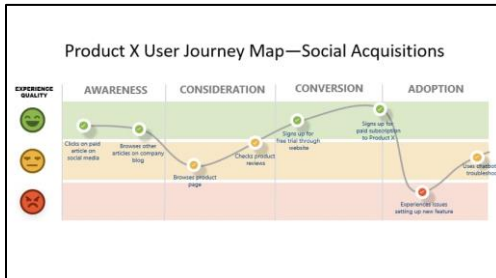 Product X User Journey Map—Social Acquisitions
EXPERIENCE
QUALITY
AWARENESS
CONSIDERATION
CONVERSION
ADOPTION
Clicks on paid
article on
social media
Browses other
articles on company
blog
Browses product
page
Checks product
reviews
Signs up for
free trial through
website
Signs up for
paid subscription
to Product X
Experiences issues
setting up new feature
Uses chatbot
troubleshoo